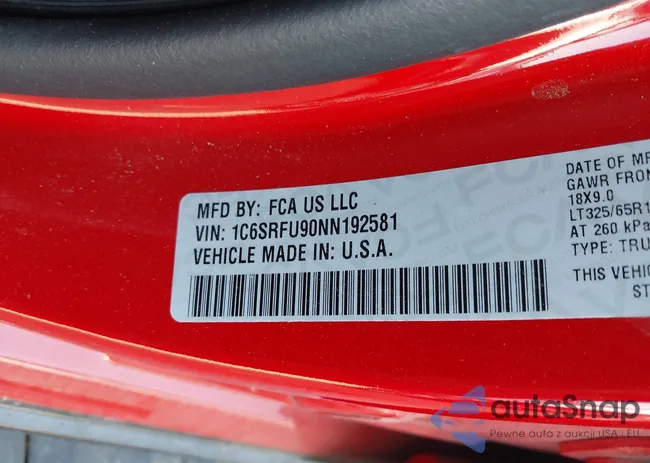 MFD BY: FCA US LLC
VIN: 1C6SRFU90NN192581
VEHICLE MADE IN: U.S.A.
DATE OF MF
GAWR FRON
18X9.0
LT325/65R1
AT 260 kPa
TYPE: TRU
THIS VEHIC
ST
autoSnap
Pewne auta z aukcji USA i EU